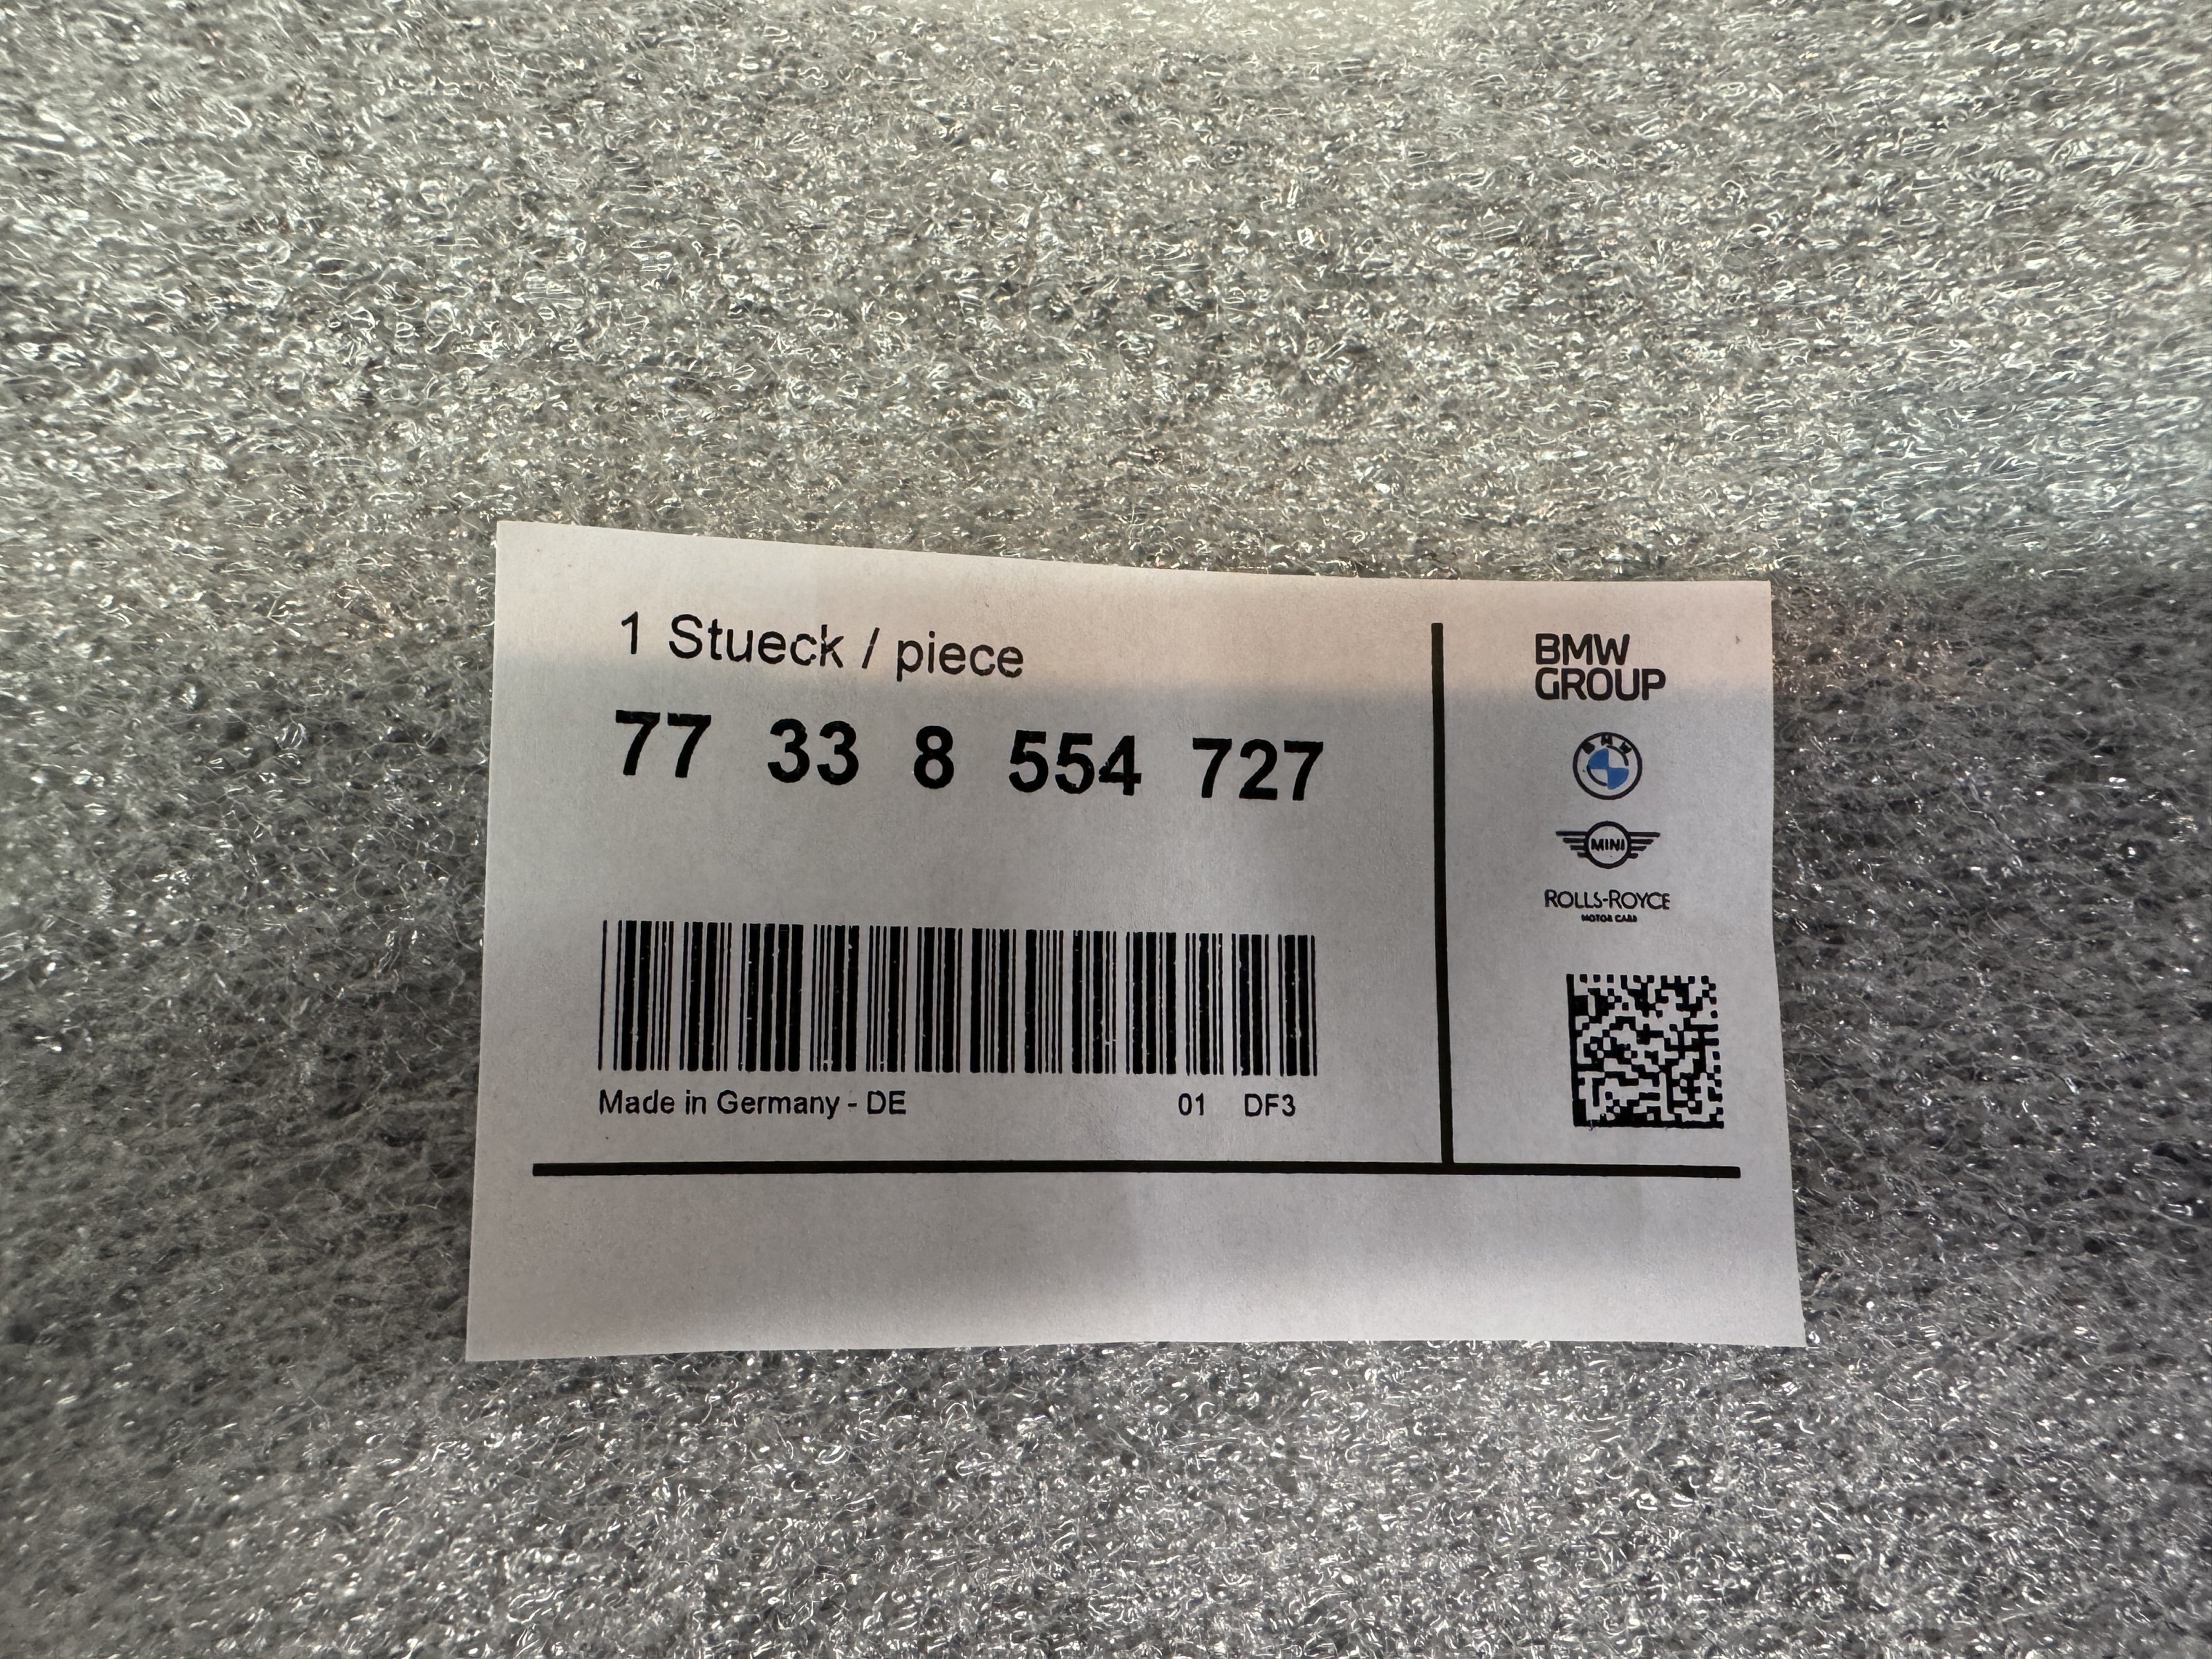 1 Stueck / piece
77 33 8 554 727
Made in Germany - DE 01 DF3
BMW
GROUP
BMW
MINI
ROLLS-ROYCE
MOTOR CARS